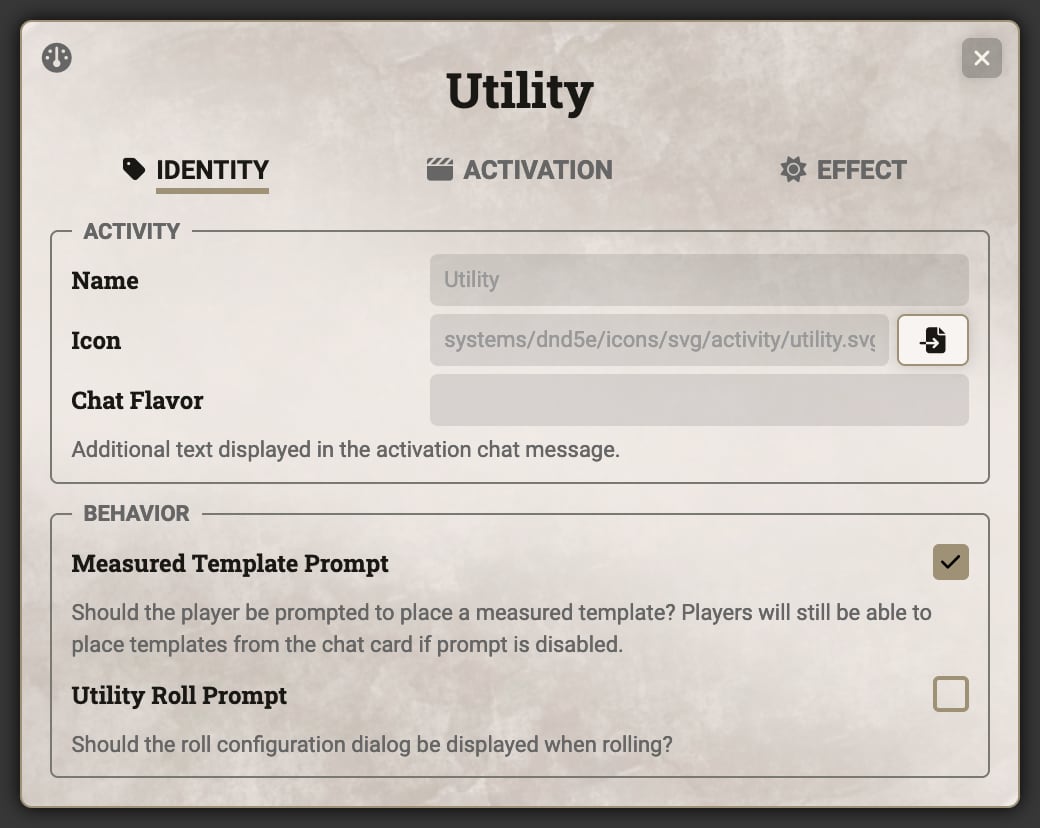 Utility
IDENTITY
ACTIVATION
EFFECT
ACTIVITY
Name
Utility
Icon
systems/dnd5e/icons/svg/activity/utility.svg
Chat Flavor
Additional text displayed in the activation chat message.
BEHAVIOR
Measured Template Prompt
Should the player be prompted to place a measured template? Players will still be able to
place templates from the chat card if prompt is disabled.
Utility Roll Prompt
Should the roll configuration dialog be displayed when rolling?